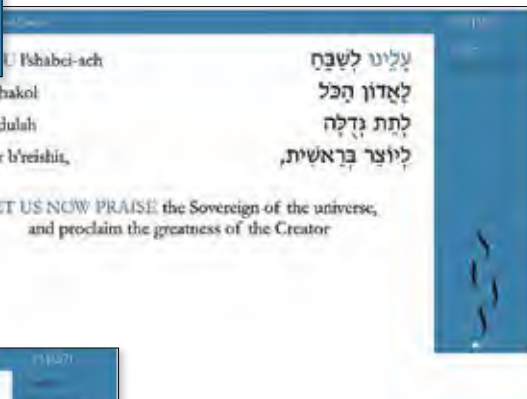 U l'shabei-ach
עָלֵינוּ לְשַׁבֵּחַ
hakol
לַאֲדוֹן הַכֹּל
dulah
לָתֵת גְּדֻלָּה
r b'reishit,
לְיוֹצֵר בְּרֵאשִׁית,
ET US NOW PRAISE the Sovereign of the universe,
and proclaim the greatness of the Creator